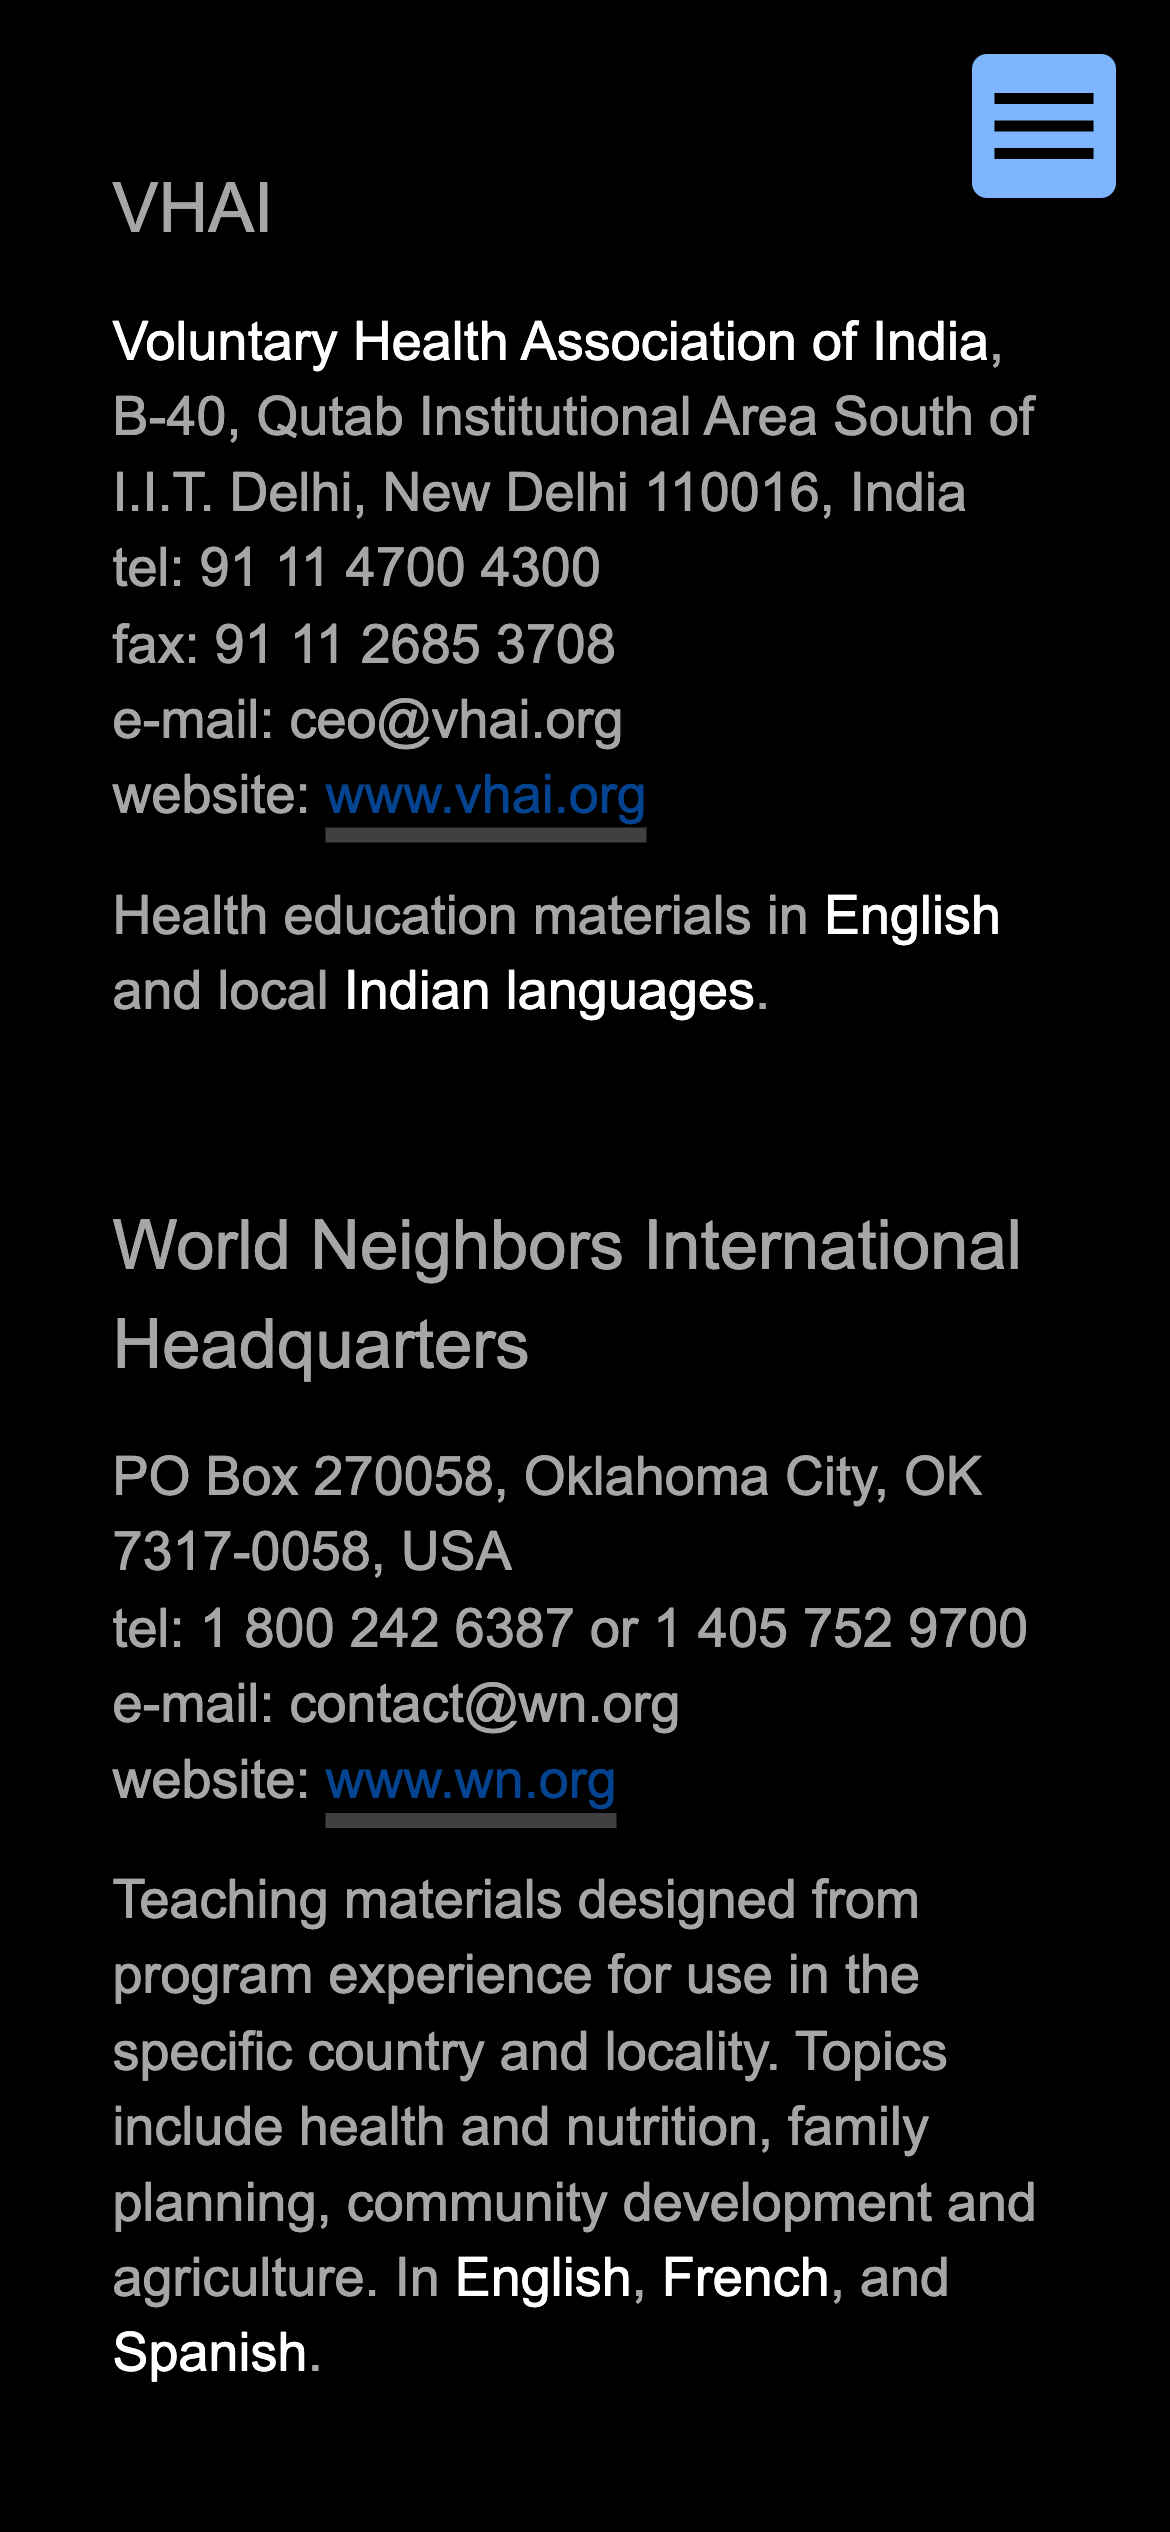 VHAI
Voluntary Health Association of India,
B-40, Qutab Institutional Area South of
I.I.T. Delhi, New Delhi 110016, India
tel: 91 11 4700 4300
fax: 91 11 2685 3708
e-mail: ceo@vhai.org
website: www.vhai.org
Health education materials in English
and local Indian languages.
World Neighbors International
Headquarters
PO Box 270058, Oklahoma City, OK
7317-0058, USA
tel: 1 800 242 6387 or 1 405 752 9700
e-mail: contact@wn.org
website: www.wn.org
Teaching materials designed from
program experience for use in the
specific country and locality. Topics
include health and nutrition, family
planning, community development and
agriculture. In English, French, and
Spanish.